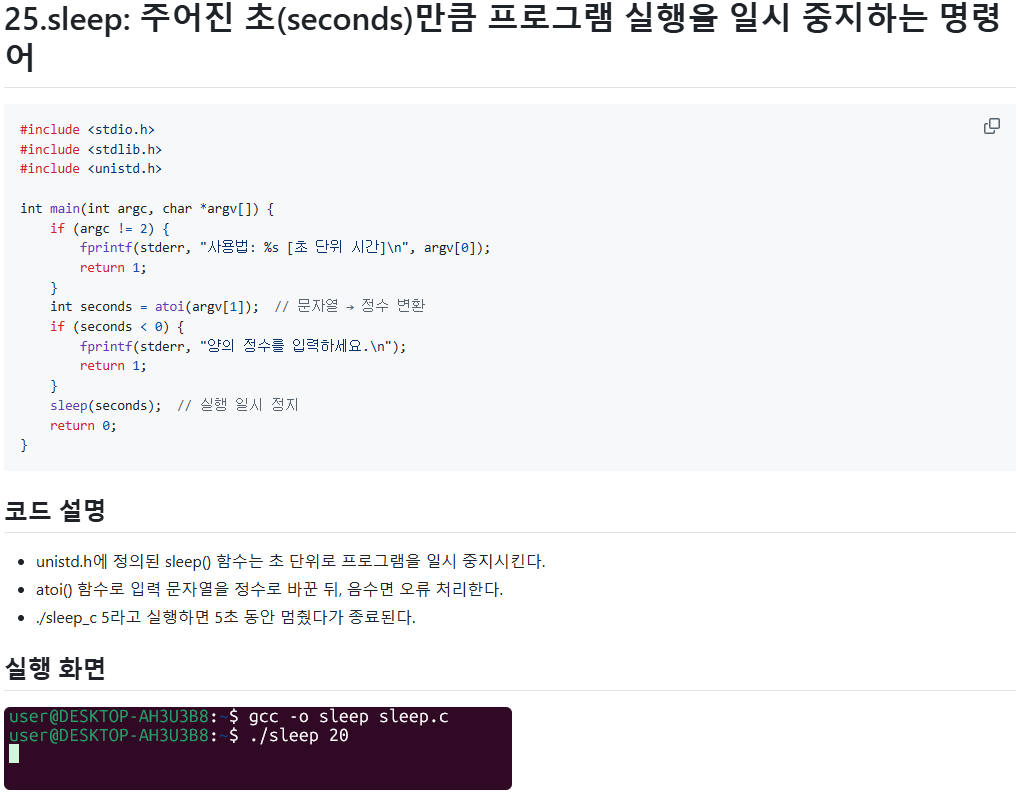 25.sleep: 주어진 초(seconds)만큼 프로그램 실행을 일시 중지하는 명령
어
#include <stdio.h>
#include <stdlib.h>
#include <unistd.h>
int main(int argc, char *argv[]) {
    if (argc != 2) {
        fprintf(stderr, "사용법: %s [초 단위 시간]\n", argv[0]);
        return 1;
    }
    int seconds = atoi(argv[1]);  // 문자열 → 정수 변환
    if (seconds < 0) {
        fprintf(stderr, "양의 정수를 입력하세요.\n");
        return 1;
    }
    sleep(seconds);  // 실행 일시 정지
    return 0;
}
코드 설명
• unistd.h에 정의된 sleep() 함수는 초 단위로 프로그램을 일시 중지시킨다.
• atoi() 함수로 입력 문자열을 정수로 바꾼 뒤, 음수면 오류 처리한다.
• ./sleep_c 5라고 실행하면 5초 동안 멈췄다가 종료된다.
실행 화면
user@DESKTOP-AH3U3B8:~$ gcc -o sleep sleep.c
user@DESKTOP-AH3U3B8:~$ ./sleep 20